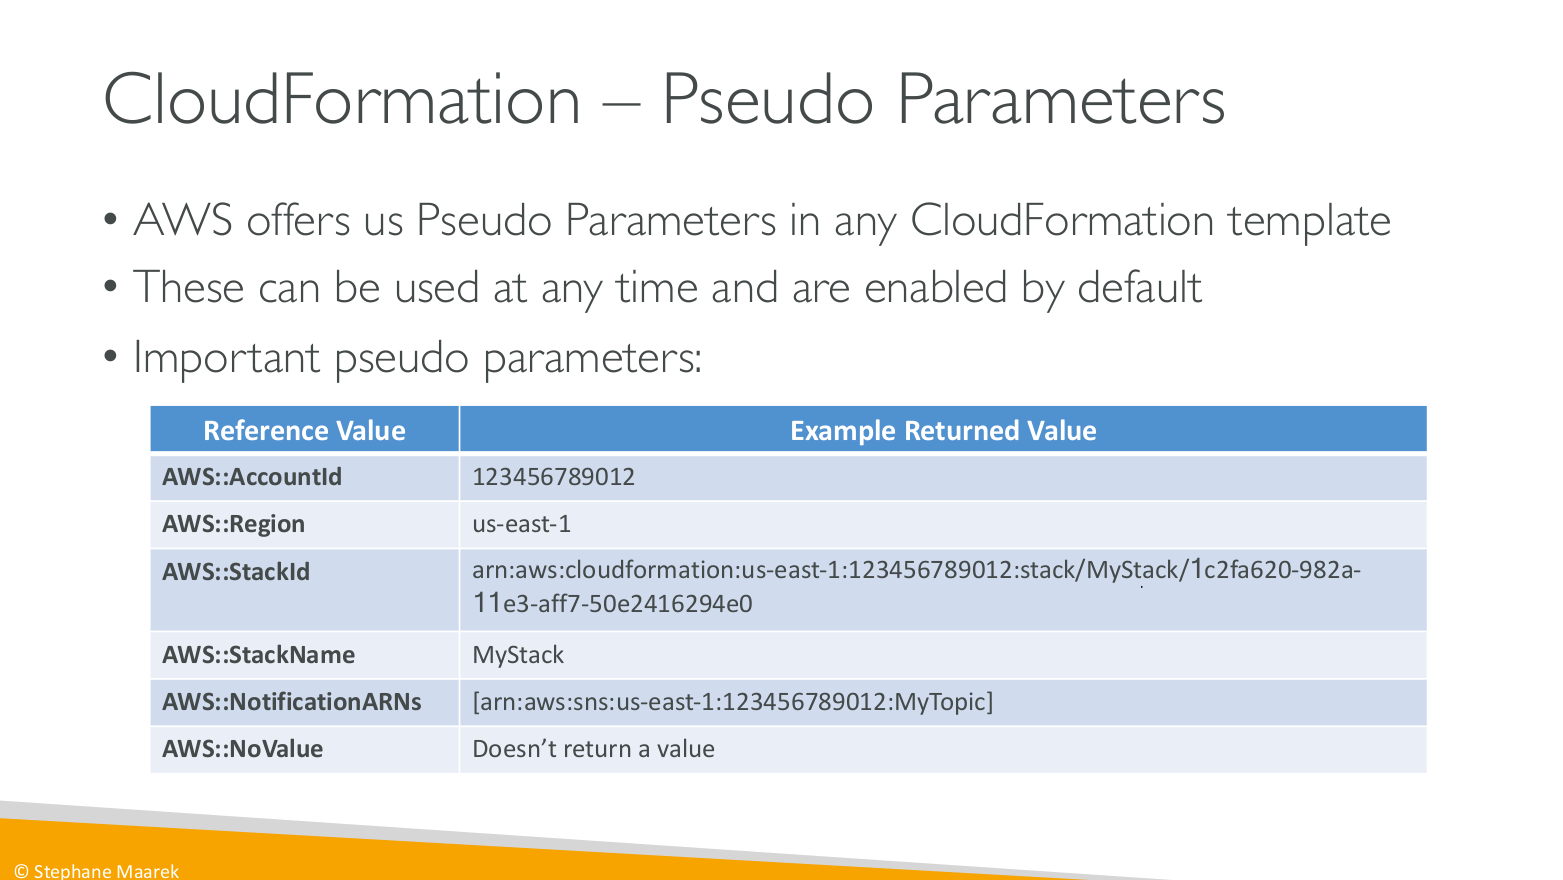 CloudFormation – Pseudo Parameters
• AWS offers us Pseudo Parameters in any CloudFormation template
• These can be used at any time and are enabled by default
• Important pseudo parameters:
Reference Value Example Returned Value
AWS::AccountId 123456789012
AWS::Region us-east-1
AWS::StackId arn:aws:cloudformation:us-east-1:123456789012:stack/MyStack/1c2fa620-982a-
11e3-aff7-50e2416294e0
AWS::StackName MyStack
AWS::NotificationARNs [arn:aws:sns:us-east-1:123456789012:MyTopic]
AWS::NoValue Doesn’t return a value
© Stephane Maarek